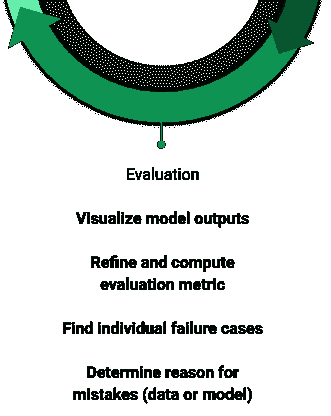 Evaluation
Visualize model outputs
Refine and compute
evaluation metric
Find individual failure cases
Determine reason for
mistakes (data or model)